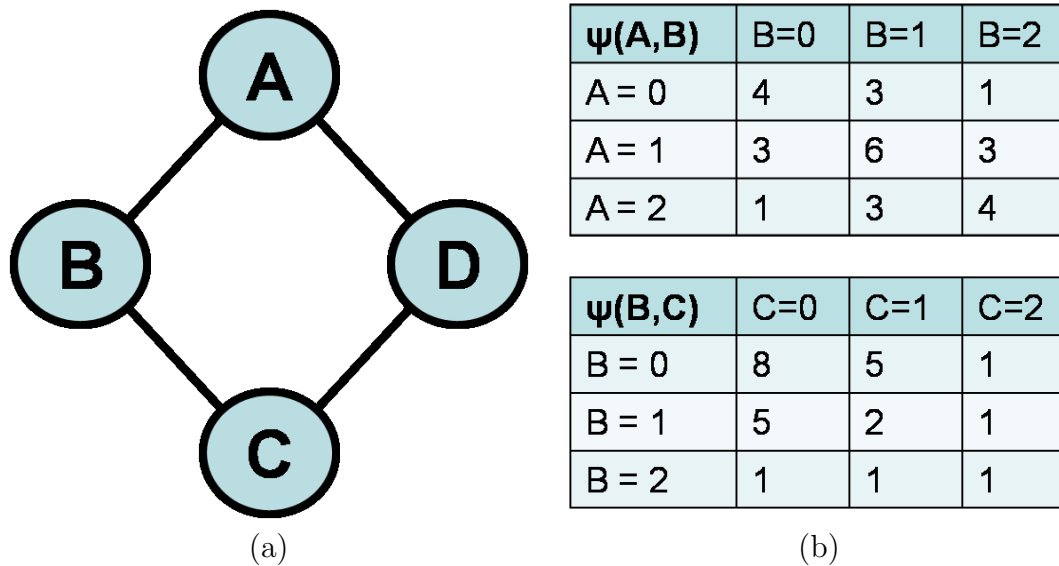 A
B
D
C
(a)
ψ(A,B) B=0 B=1 B=2
A = 0 4 3 1
A = 1 3 6 3
A = 2 1 3 4
ψ(B,C) C=0 C=1 C=2
B = 0 8 5 1
B = 1 5 2 1
B = 2 1 1 1
(b)